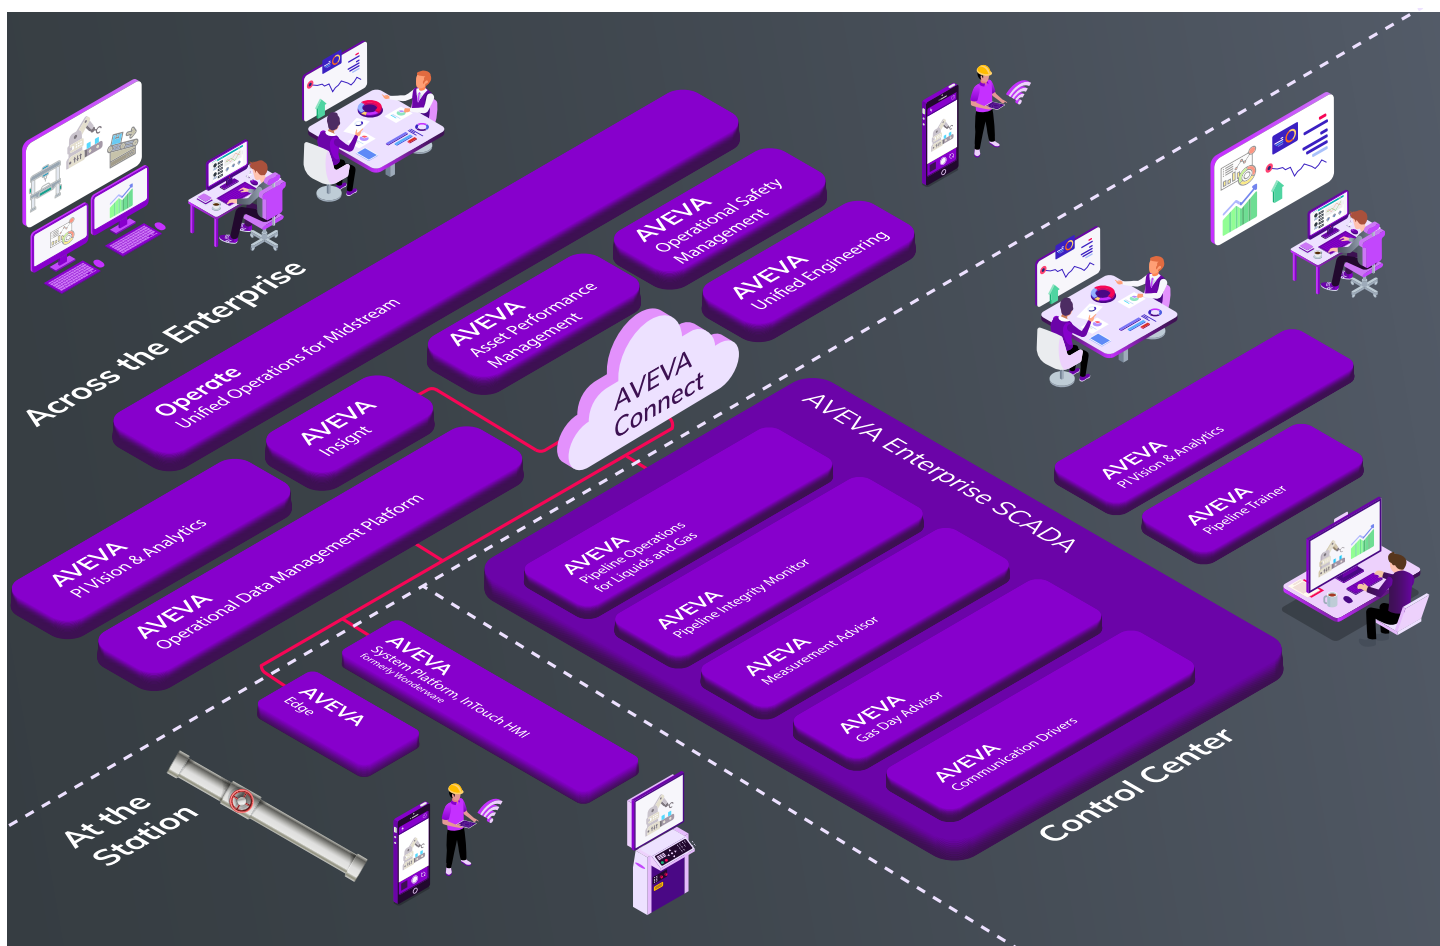 Across the Enterprise
Operate
Unified Operations for Midstream
AVEVA
Operational Safety
Management
AVEVA
Unified Engineering
AVEVA
Asset Performance
Management
AVEVA
Insight
AVEVA
PI Vision & Analytics
AVEVA
Operational Data Management Platform
AVEVA
Connect
AVEVA Enterprise SCADA
AVEVA
Pipeline Operations
for Liquids and Gas
AVEVA
Pipeline Integrity Monitor
AVEVA
Measurement Advisor
AVEVA
Gas Day Advisor
AVEVA
Communication Drivers
AVEVA
PI Vision & Analytics
AVEVA
Pipeline Trainer
Control Center
AVEVA
System Platform, InTouch HMI
formerly Wonderware
AVEVA
Edge
At the
Station